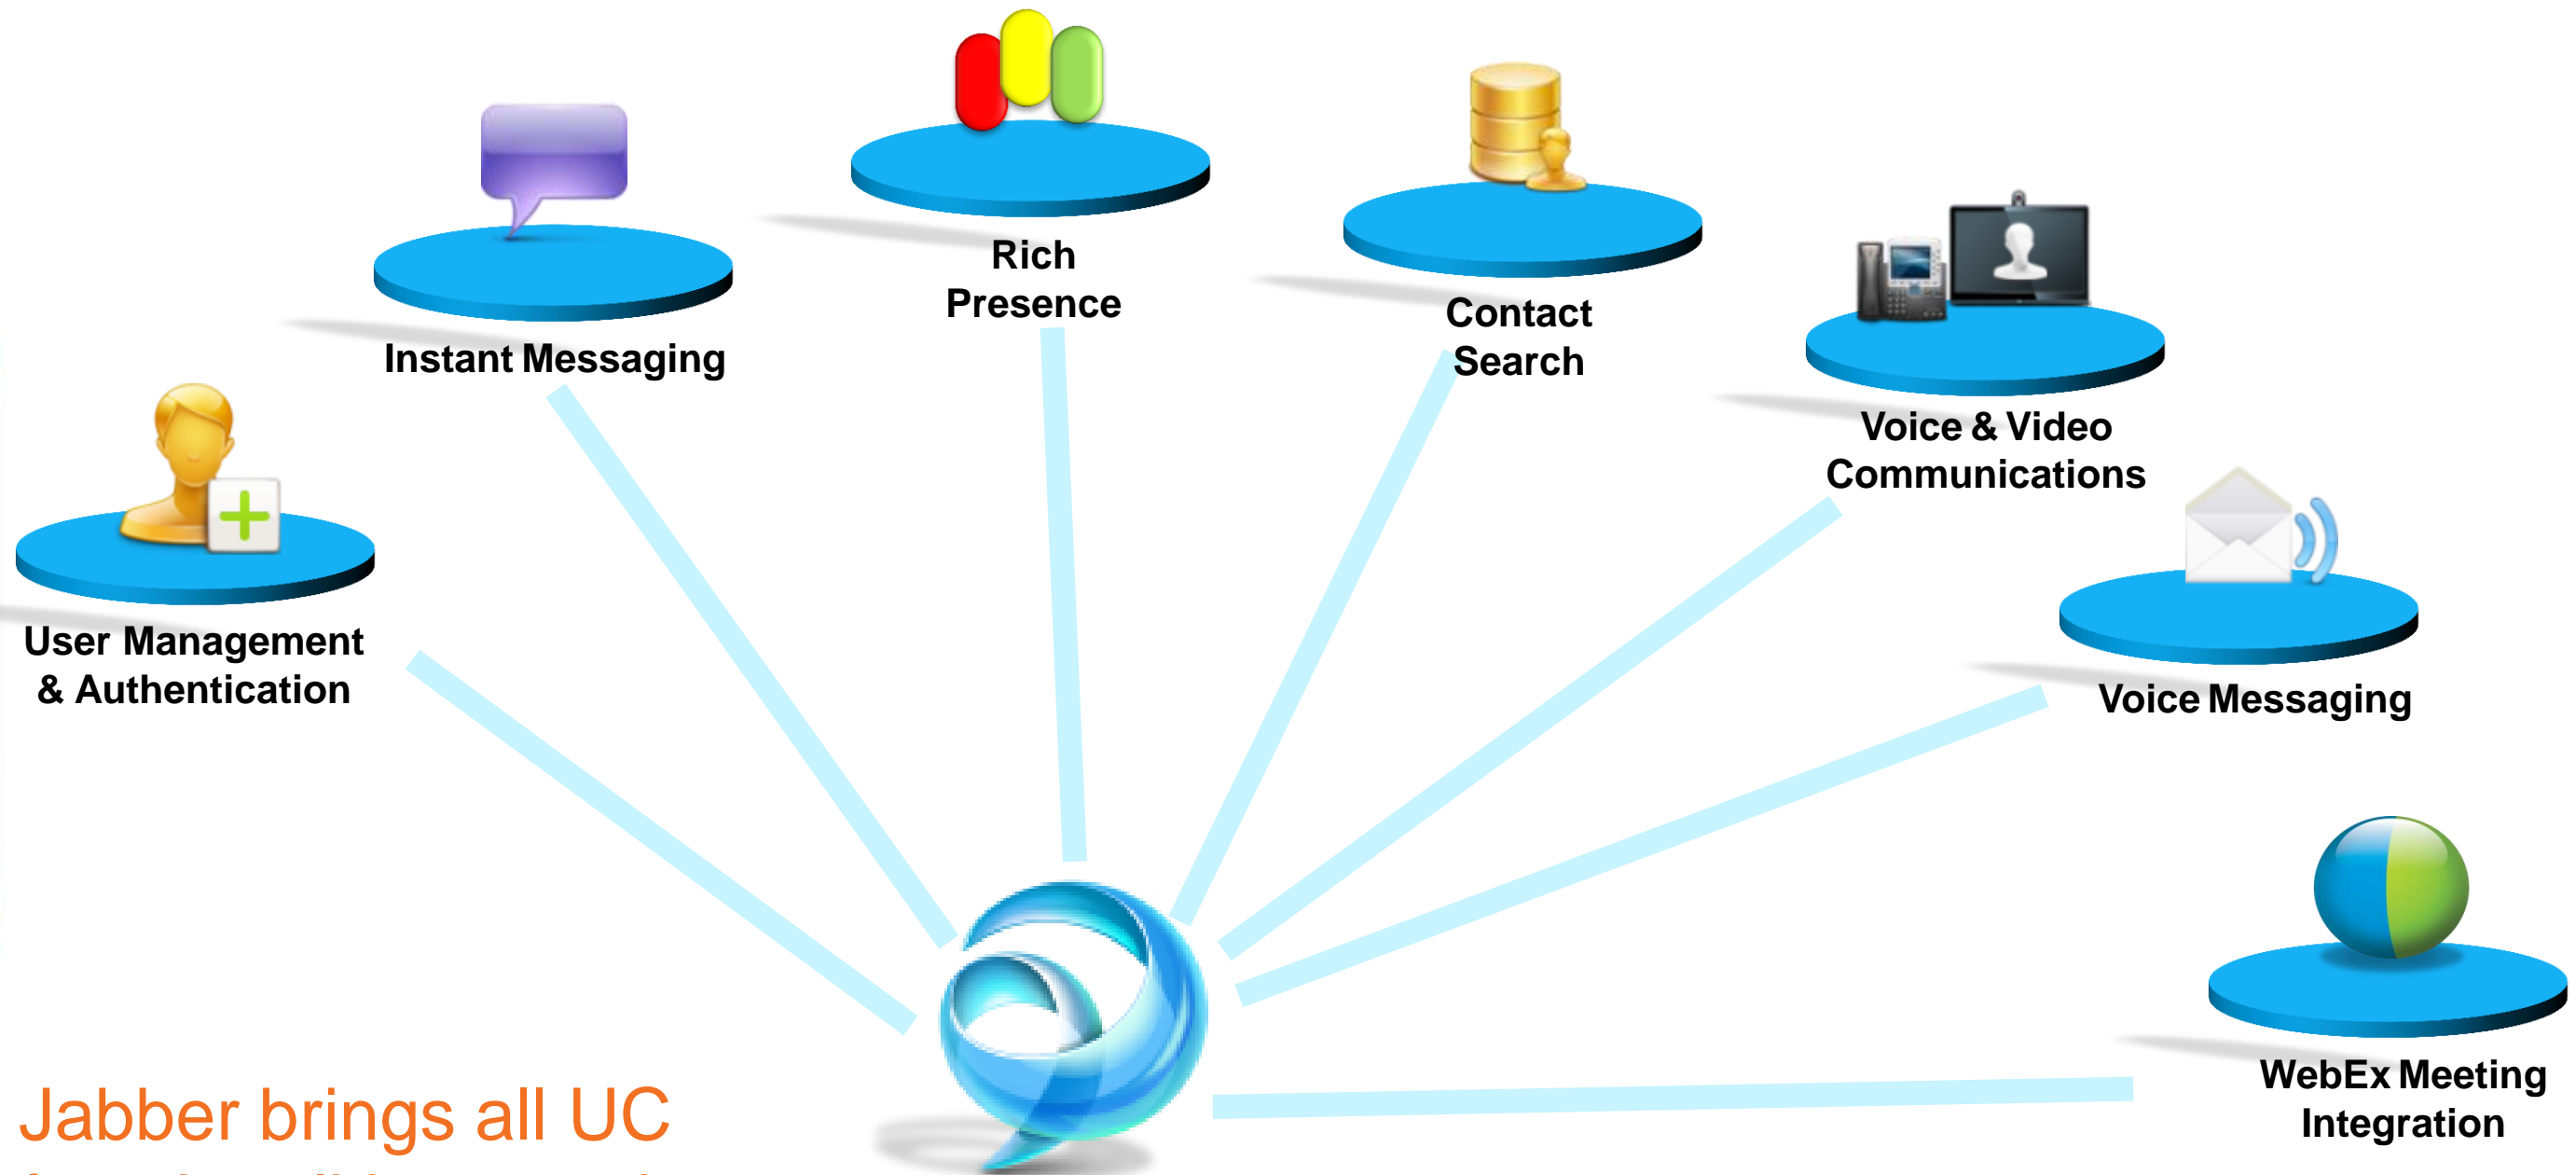 Rich
Presence
Contact
Search
Instant Messaging
Voice & Video
Communications
User Management
& Authentication
Voice Messaging
WebEx Meeting
Integration
Jabber brings all UC